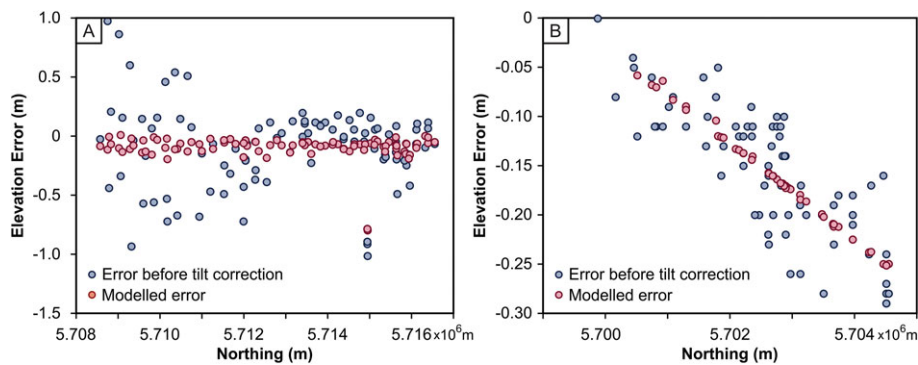 A
1.0
0.5
0
-0.5
-1.0
-1.5
Elevation Error (m)
Error before tilt correction
Modelled error
5.708
5.710
5.712
5.714
5.716×10⁶m
Northing (m)
B
0
-0.05
-0.10
-0.15
-0.20
-0.25
-0.30
Elevation Error (m)
Error before tilt correction
Modelled error
5.700
5.702
5.704×10⁶m
Northing (m)